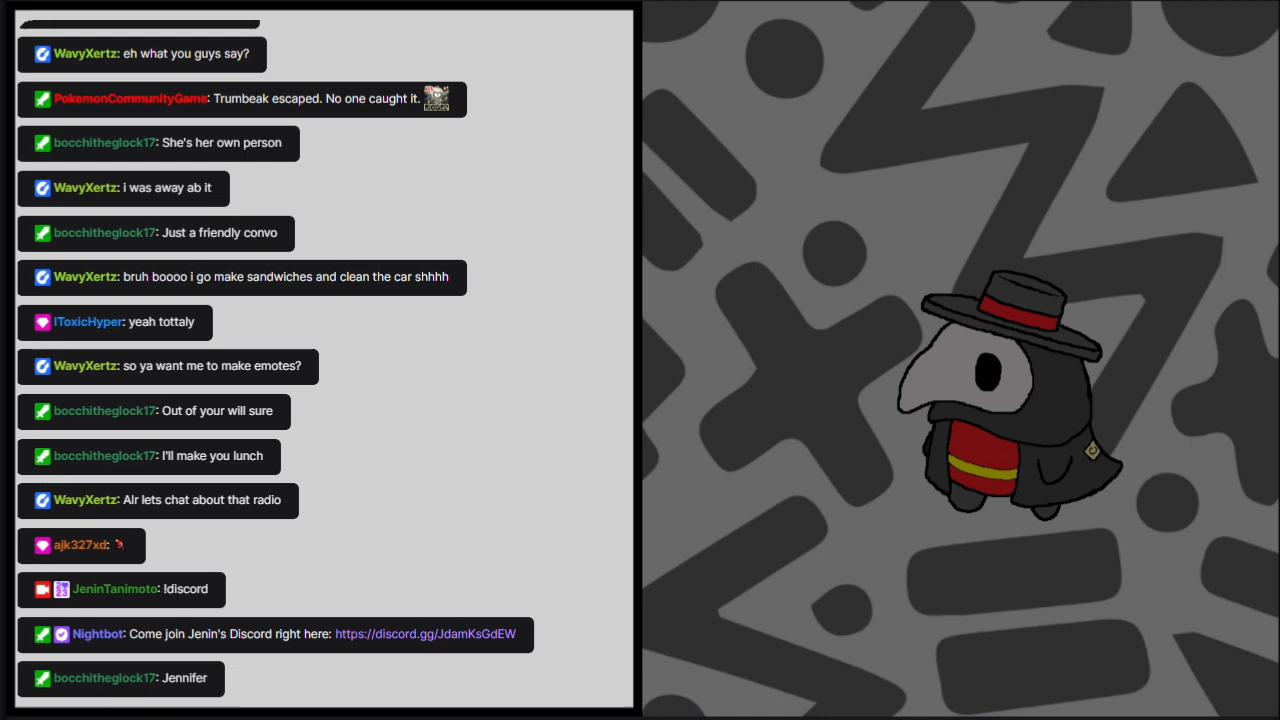 WavyXertz: eh what you guys say?
PokemonCommunityGame: Trumbeak escaped. No one caught it.
bocchitheglock17: She's her own person
WavyXertz: i was away ab it
bocchitheglock17: Just a friendly convo
WavyXertz: bruh boooo i go make sandwiches and clean the car shhhh
IToxicHyper: yeah tottaly
WavyXertz: so ya want me to make emotes?
bocchitheglock17: Out of your will sure
bocchitheglock17: I'll make you lunch
WavyXertz: Alr lets chat about that radio
ajk327xd:
JeninTanimoto: !discord
Nightbot: Come join Jenin's Discord right here: https://discord.gg/JdamKsGdEW
bocchitheglock17: Jennifer